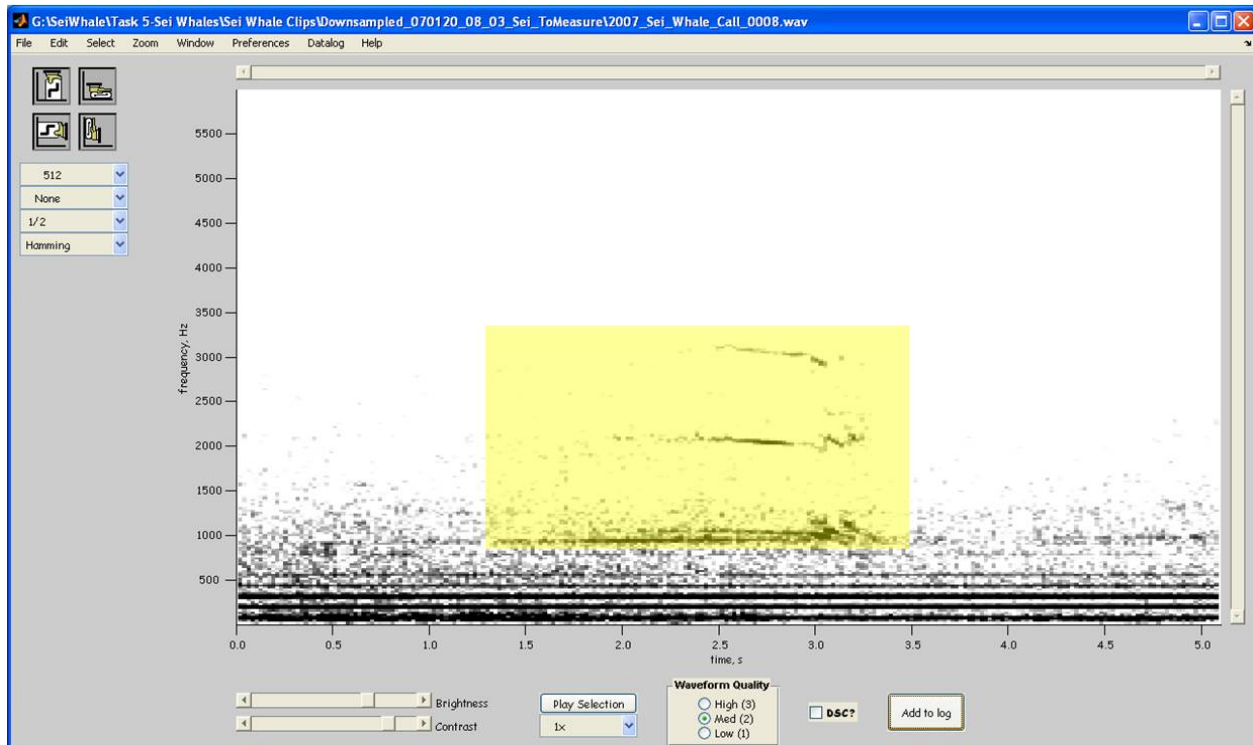 G:\SeiWhale\Task 5-Sei Whales\Sei Whale Clips\Downsampled_070120_08_03_Sei_ToMeasure\2007_Sei_Whale_Call_0008.wav
File Edit Select Zoom Window Preferences Datalog Help
512
None
1/2
Hamming
5500
5000
4500
4000
3500
3000
2500
2000
1500
1000
500
frequency, Hz
0.0 0.5 1.0 1.5 2.0 2.5 3.0 3.5 4.0 4.5 5.0
time, s
Brightness
Contrast
Play Selection
1x
Waveform Quality
High (3)
Med (2)
Low (1)
DSC?
Add to log